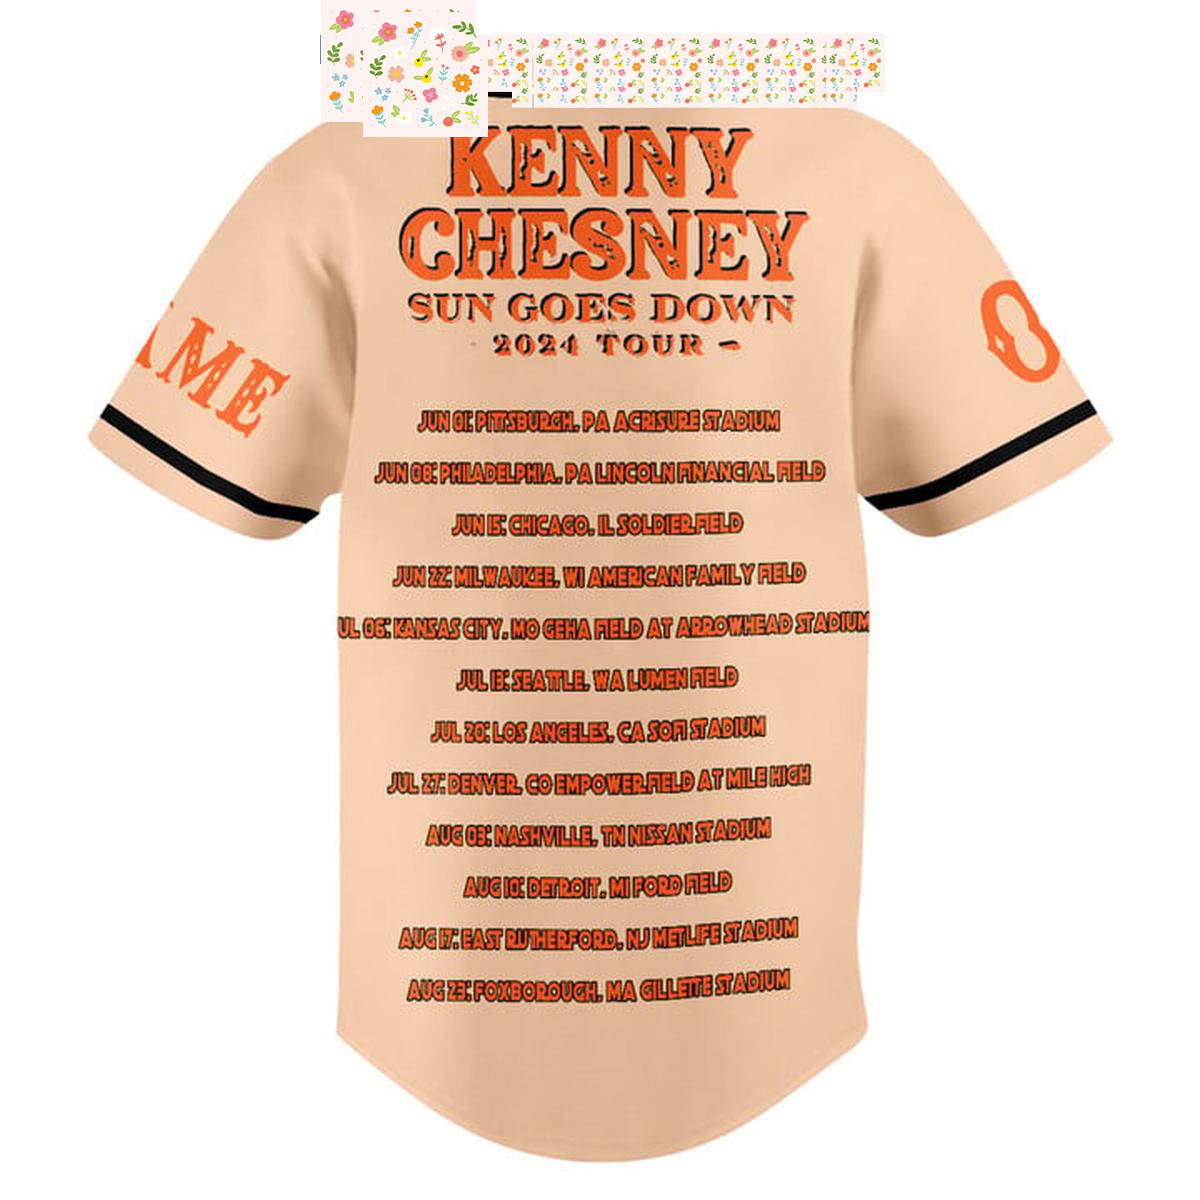 KENNY
CHESNEY
SUN GOES DOWN
- 2024 TOUR -
AME
0
JUN 01: PITTSBURGH, PA ACRISURE STADIUM
JUN 08: PHILADELPHIA, PA LINCOLN FINANCIAL FIELD
JUN 15: CHICAGO, IL SOLDIER FIELD
JUN 22: MILWAUKEE, WI AMERICAN FAMILY FIELD
UL 06: KANSAS CITY, MO GEHA FIELD AT ARROWHEAD STADIUM
JUL 13: SEATTLE, WA LUMEN FIELD
JUL 20: LOS ANGELES, CA SOFI STADIUM
JUL 27: DENVER, CO EMPOWER FIELD AT MILE HIGH
AUG 03: NASHVILLE, TN NISSAN STADIUM
AUG 10: DETROIT, MI FORD FIELD
AUG 17: EAST RUTHERFORD, NJ METLIFE STADIUM
AUG 23: FOXBOROUGH, MA GILLETTE STADIUM